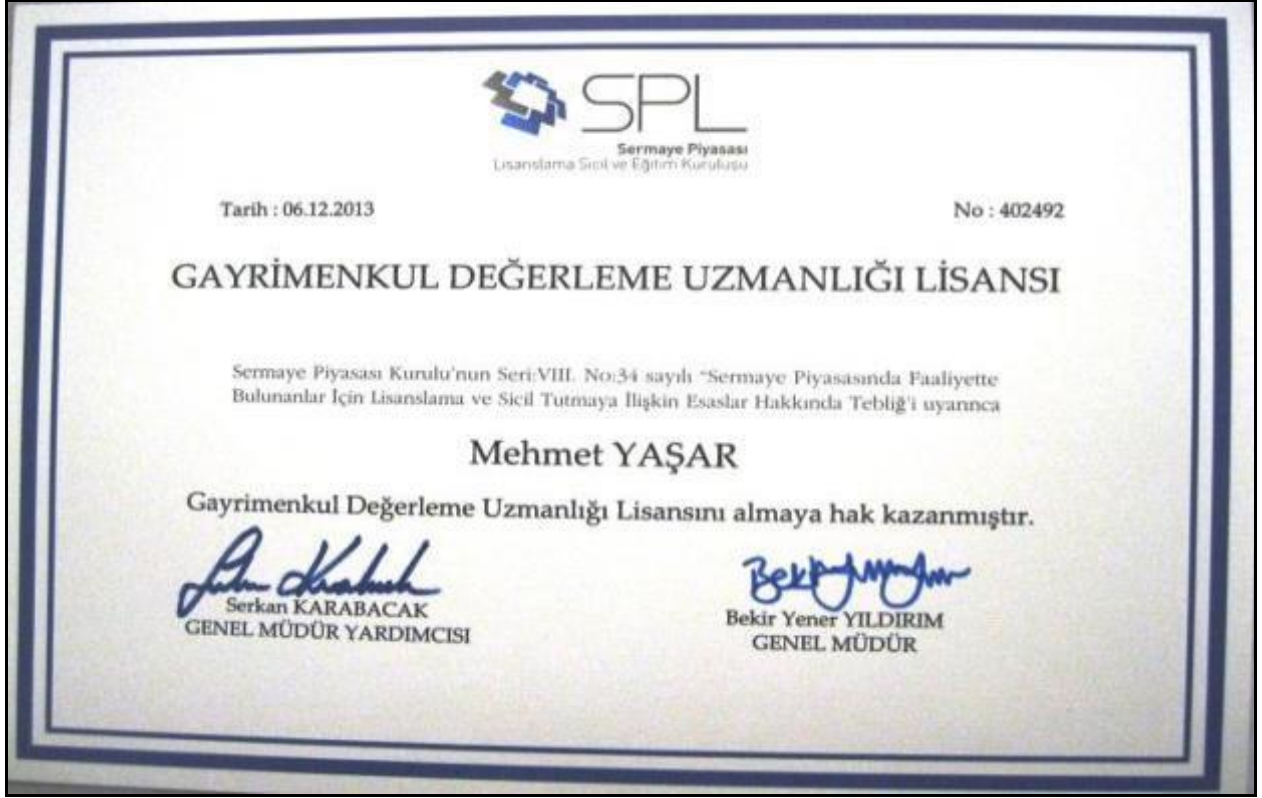 SPL
Sermaye Piyasası
Lisanslama Sicil ve Eğitim Kuruluşu
Tarih : 06.12.2013
No : 402492
GAYRİMENKUL DEĞERLEME UZMANLIĞI LİSANSI
Sermaye Piyasası Kurulu'nun Seri:VIII. No:34 sayılı "Sermaye Piyasasında Faaliyette
Bulunanlar İçin Lisanslama ve Sicil Tutmaya İlişkin Esaslar Hakkında Tebliğ'i uyarınca
Mehmet YAŞAR
Gayrimenkul Değerleme Uzmanlığı Lisansını almaya hak kazanmıştır.
Serkan KARABACAK
GENEL MÜDÜR YARDIMCISI
Bekir Yener YILDIRIM
GENEL MÜDÜR